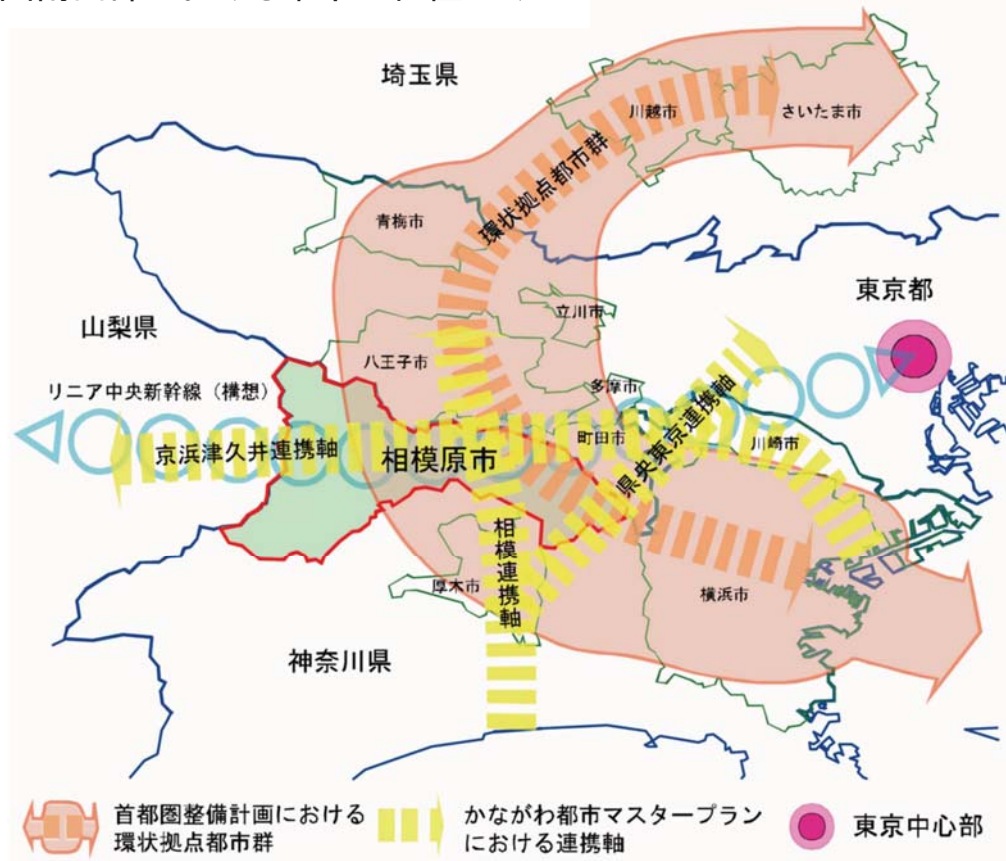 埼玉県
川越市
さいたま市
環状拠点都市群
青梅市
東京都
立川市
山梨県
八王子市
多摩市
リニア中央新幹線（構想）
町田市
県央東京連携軸
川崎市
京浜津久井連携軸
相模原市
相模連携軸
厚木市
横浜市
神奈川県
首都圏整備計画における
環状拠点都市群
かながわ都市マスタープラン
における連携軸
東京中心部